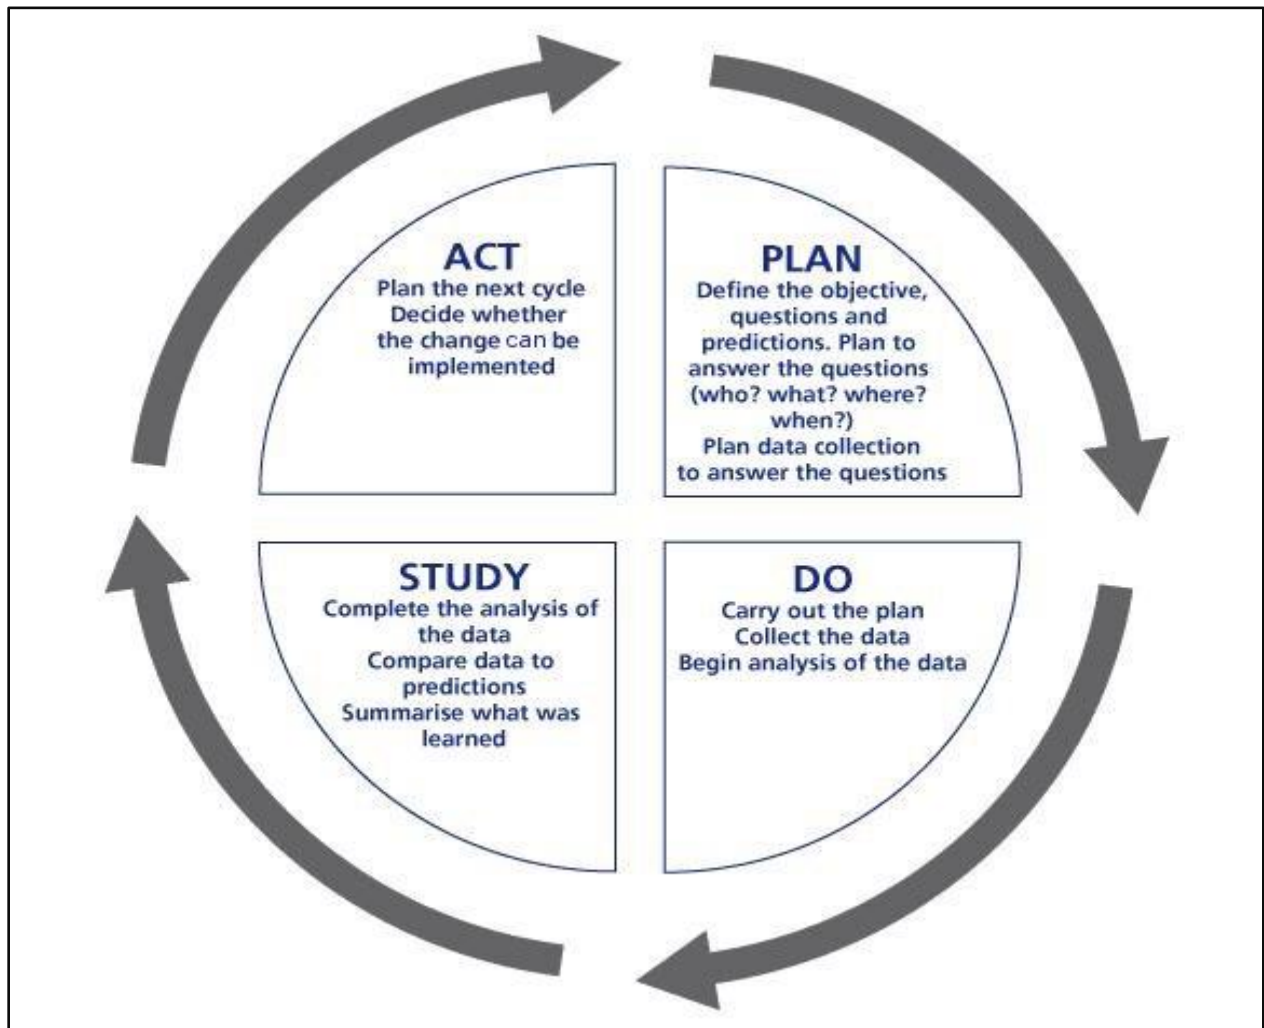 ACT
Plan the next cycle
Decide whether
the change can be
implemented
PLAN
Define the objective,
questions and
predictions. Plan to
answer the questions
(who? what? where?
when?)
Plan data collection
to answer the questions
STUDY
Complete the analysis of
the data
Compare data to
predictions
Summarise what was
learned
DO
Carry out the plan
Collect the data
Begin analysis of the data